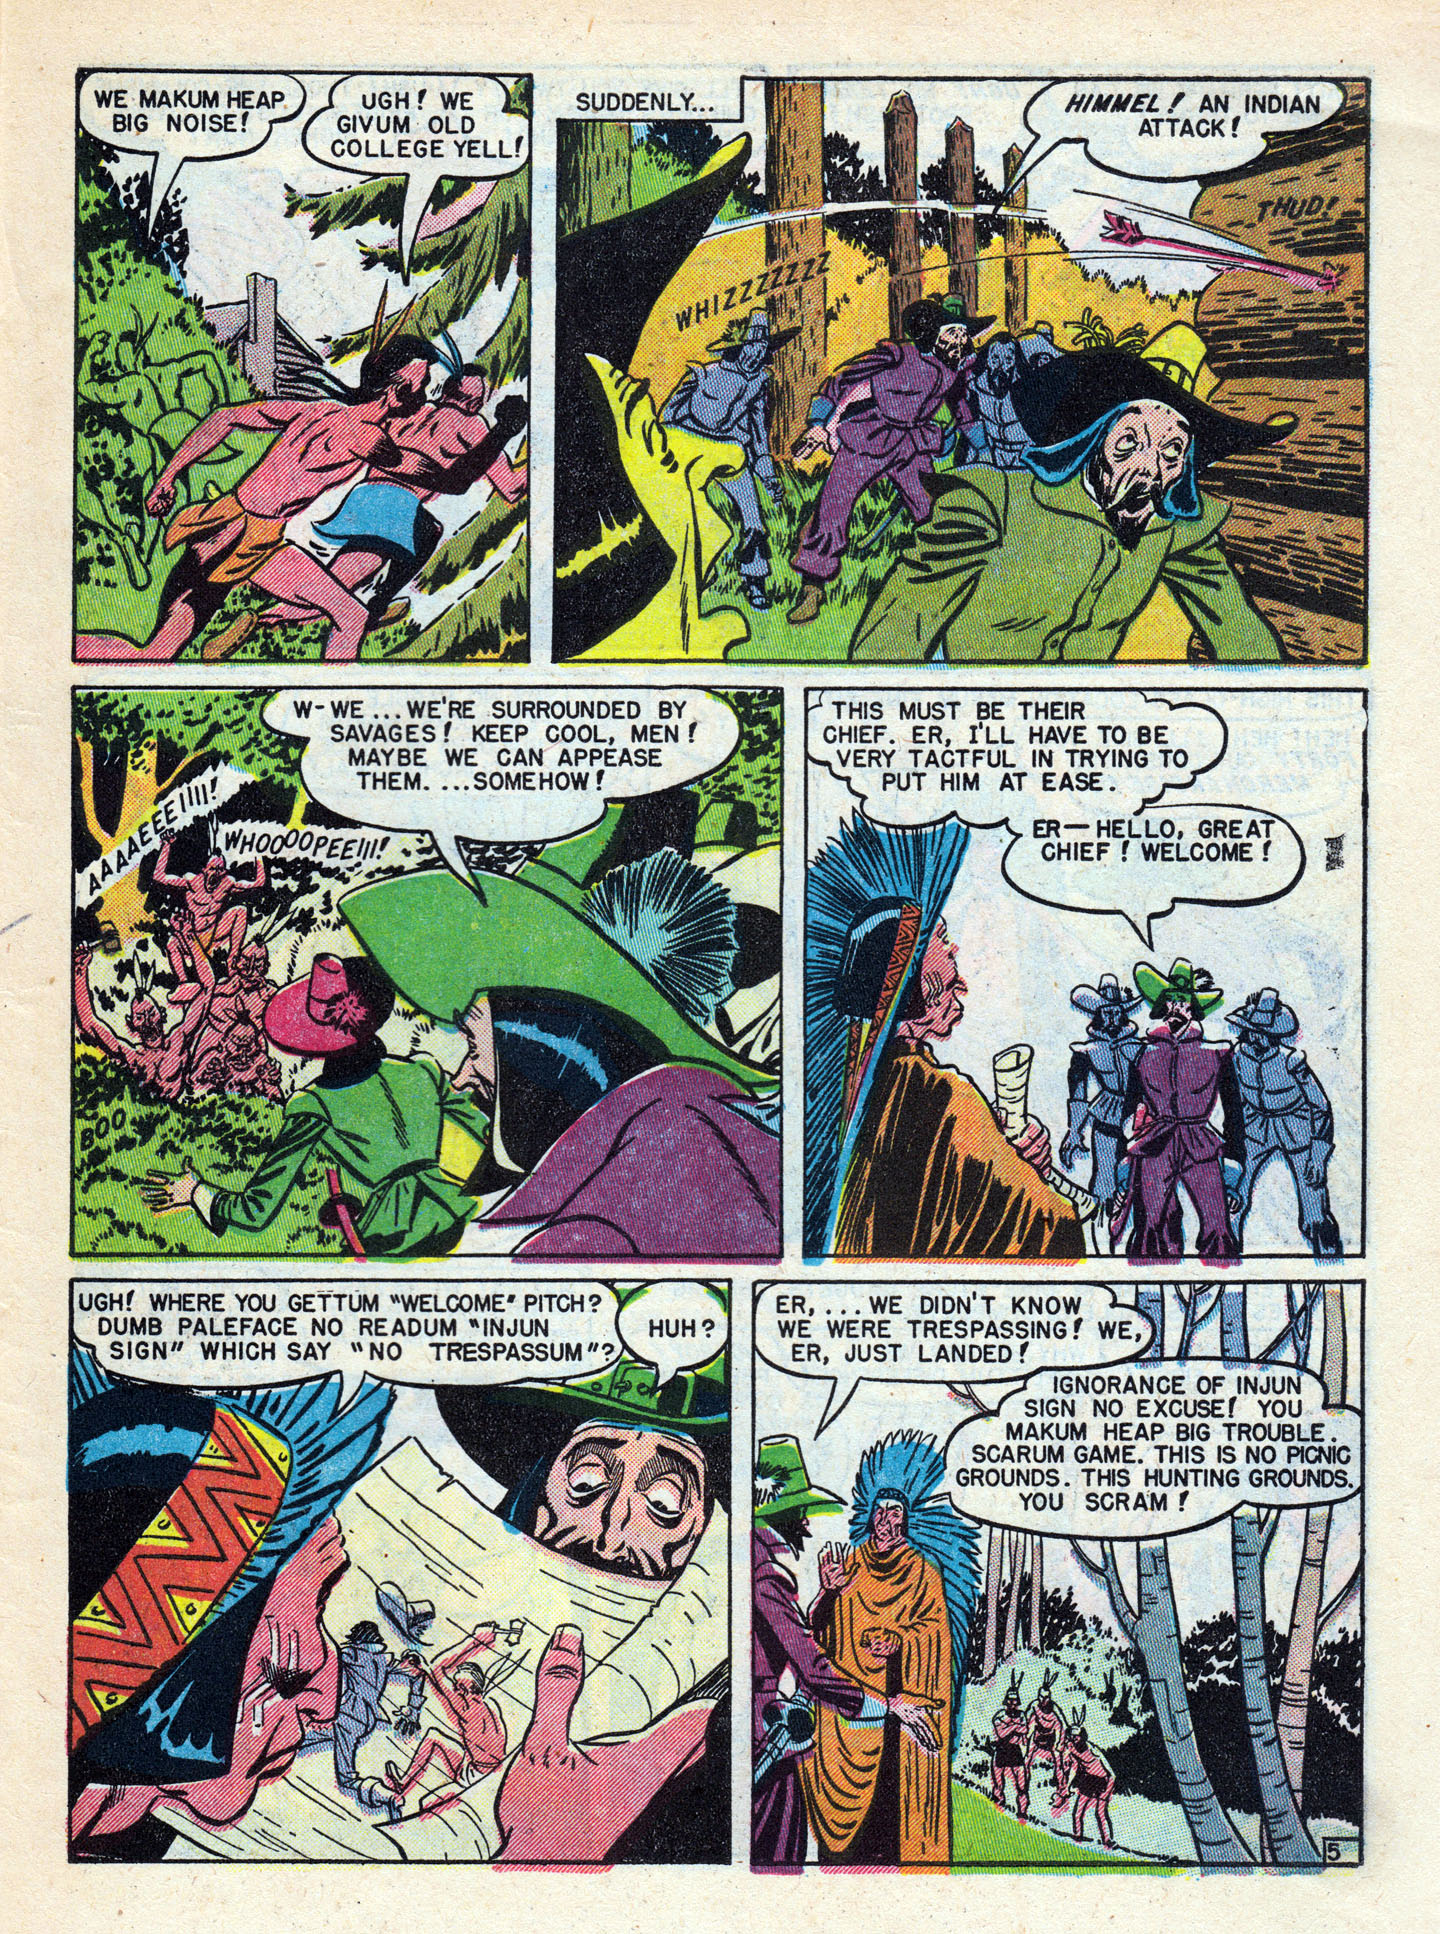 WE MAKUM HEAP
BIG NOISE!
UGH! WE
GIVUM OLD
COLLEGE YELL!
SUDDENLY...
HIMMEL! AN INDIAN
ATTACK!
WHIZZZZZZZ
THUD!
W-WE...WE'RE SURROUNDED BY
SAVAGES! KEEP COOL, MEN!
MAYBE WE CAN APPEASE
THEM. ...SOMEHOW!
AAAAEEEIIII!
WHOOOOPEEIII!
BOO
THIS MUST BE THEIR
CHIEF. ER, I'LL HAVE TO BE
VERY TACTFUL IN TRYING TO
PUT HIM AT EASE.
ER—HELLO, GREAT
CHIEF! WELCOME!
UGH! WHERE YOU GETTUM "WELCOME" PITCH?
DUMB PALEFACE NO READUM "INJUN
SIGN" WHICH SAY "NO TRESPASSUM"?
HUH?
ER,...WE DIDN'T KNOW
WE WERE TRESPASSING! WE,
ER, JUST LANDED!
IGNORANCE OF INJUN
SIGN NO EXCUSE! YOU
MAKUM HEAP BIG TROUBLE.
SCARUM GAME. THIS IS NO PICNIC
GROUNDS. THIS HUNTING GROUNDS.
YOU SCRAM!
5